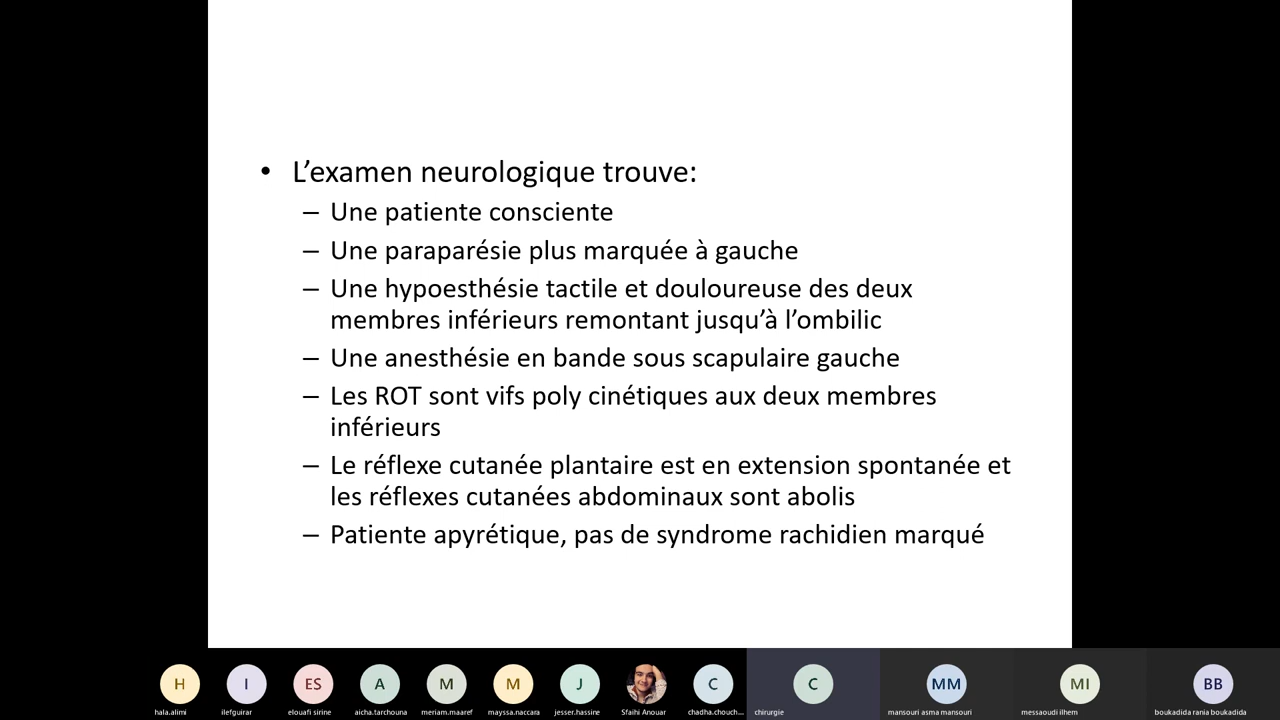 • L’examen neurologique trouve:
– Une patiente consciente
– Une paraparésie plus marquée à gauche
– Une hypoesthésie tactile et douloureuse des deux
membres inférieurs remontant jusqu’à l’ombilic
– Une anesthésie en bande sous scapulaire gauche
– Les ROT sont vifs poly cinétiques aux deux membres
inférieurs
– Le réflexe cutanée plantaire est en extension spontanée et
les réflexes cutanées abdominaux sont abolis
– Patiente apyrétique, pas de syndrome rachidien marqué
H I ES A M M J C C MM MI BB
hala.alimi ilefguirar elouafi sirine aicha.tarchouna meriam.maaref mayssa.naccara jesser.hassine Sfaihi Anouar chadha.chouch... chirurgie mansouri asma mansouri messaoudi ilhem boukadida rania boukadida